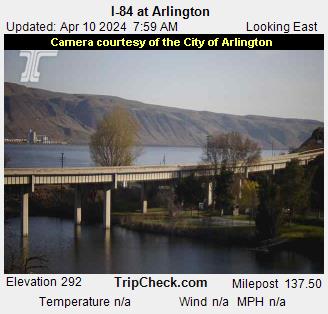 I-84 at Arlington
Updated: Apr 10 2024 7:59 AM Looking East
Camera courtesy of the City of Arlington
Elevation 292 TripCheck.com Milepost 137.50
Temperature n/a Wind n/a MPH n/a